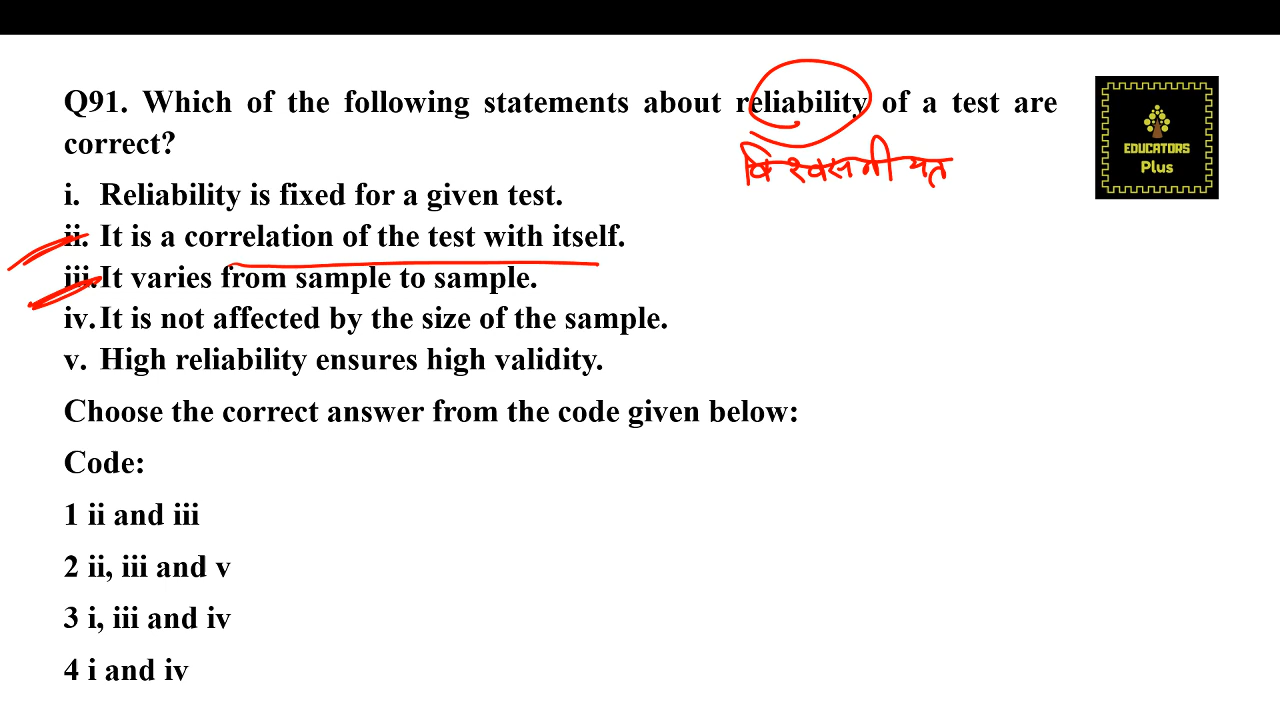 Q91. Which of the following statements about reliability of a test are
correct?
विश्वसनीयत
i. Reliability is fixed for a given test.
ii. It is a correlation of the test with itself.
iii. It varies from sample to sample.
iv. It is not affected by the size of the sample.
v. High reliability ensures high validity.
Choose the correct answer from the code given below:
Code:
1 ii and iii
2 ii, iii and v
3 i, iii and iv
4 i and iv
EDUCATORS
Plus